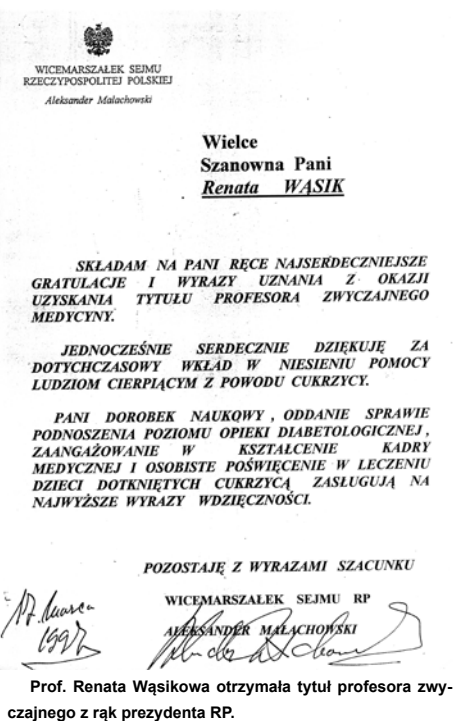 WICEMARSZAŁEK SEJMU
RZECZYPOSPOLITEJ POLSKIEJ
Aleksander Małachowski
Wielce
Szanowna Pani
Renata WĄSIK
SKŁADAM NA PANI RĘCE NAJSERDECZNIEJSZE
GRATULACJE I WYRAZY UZNANIA Z OKAZJI
UZYSKANIA TYTUŁU PROFESORA ZWYCZAJNEGO
MEDYCYNY.
JEDNOCZEŚNIE SERDECZNIE DZIĘKUJĘ ZA
DOTYCHCZASOWY WKŁAD W NIESIENIU POMOCY
LUDZIOM CIERPIĄCYM Z POWODU CUKRZYCY.
PANI DOROBEK NAUKOWY , ODDANIE SPRAWIE
PODNOSZENIA POZIOMU OPIEKI DIABETOLOGICZNEJ ,
ZAANGAŻOWANIE W KSZTAŁCENIE KADRY
MEDYCZNEJ I OSOBISTE POŚWIĘCENIE W LECZENIU
DZIECI DOTKNIĘTYCH CUKRZYCĄ ZASŁUGUJĄ NA
NAJWYŻSZE WYRAZY WDZIĘCZNOŚCI.
POZOSTAJĘ Z WYRAZAMI SZACUNKU
WICEMARSZAŁEK SEJMU RP
ALEKSANDER MAŁACHOWSKI
17. marca
1997
Prof. Renata Wąsikowa otrzymała tytuł profesora zwy-
czajnego z rąk prezydenta RP.